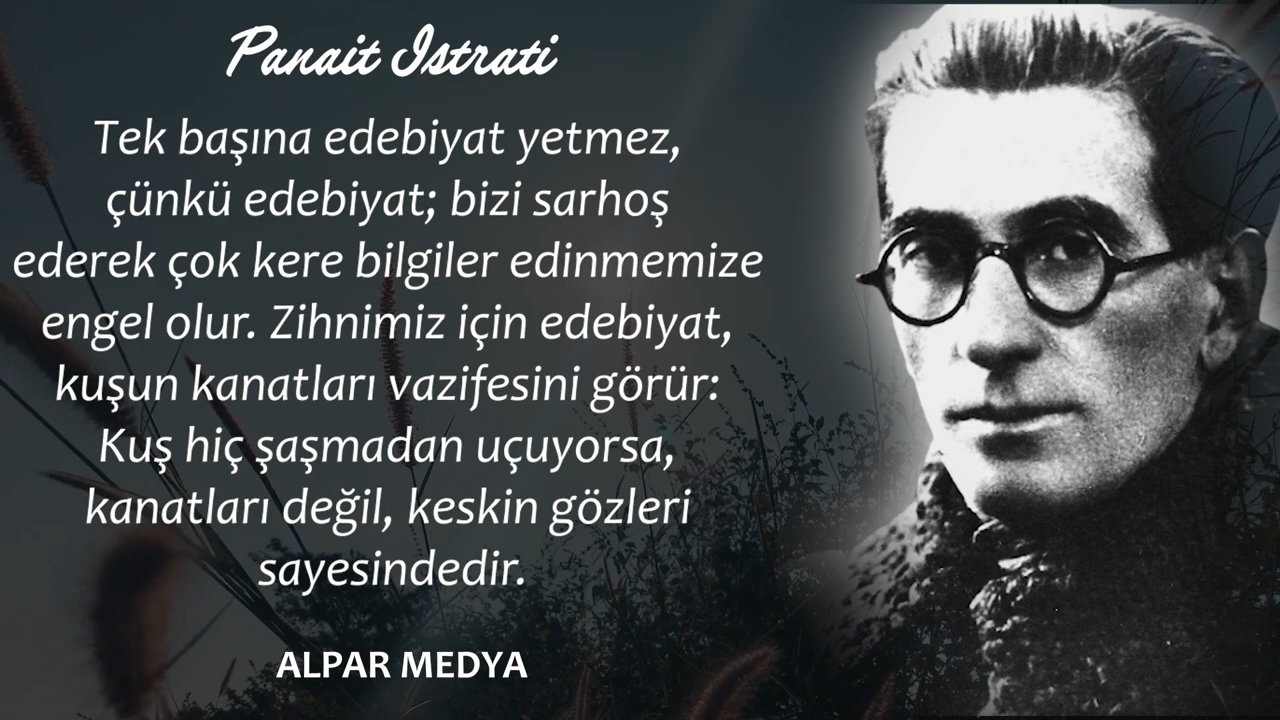 Panait Istrati
Tek başına edebiyat yetmez,
çünkü edebiyat; bizi sarhoş
ederek çok kere bilgiler edinmemize
engel olur. Zihnimiz için edebiyat,
kuşun kanatları vazifesini görür:
Kuş hiç şaşmadan uçuyorsa,
kanatları değil, keskin gözleri
sayesindedir.
ALPAR MEDYA